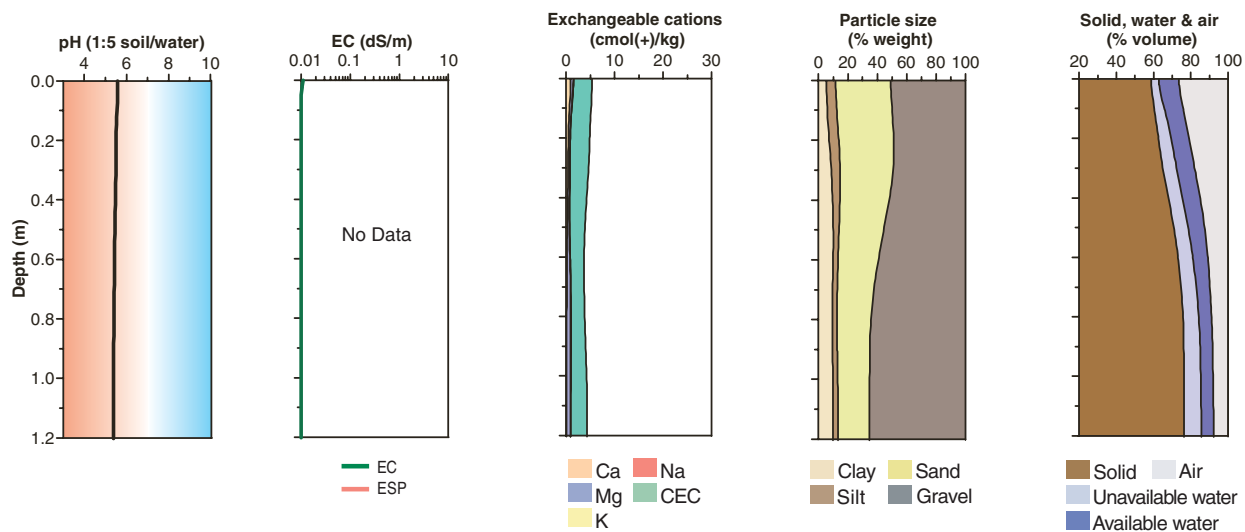 pH (1:5 soil/water)
4 6 8 10
EC (dS/m)
0.01 0.1 1 10
Exchangeable cations
(cmol(+)/kg)
0 10 20 30
Particle size
(% weight)
0 20 40 60 80 100
Solid, water & air
(% volume)
20 40 60 80 100
Depth (m)
0.0
0.2
0.4
0.6
0.8
1.0
1.2
No Data
EC
ESP
Ca Na
Mg CEC
K
Clay Sand
Silt Gravel
Solid Air
Unavailable water
Available water